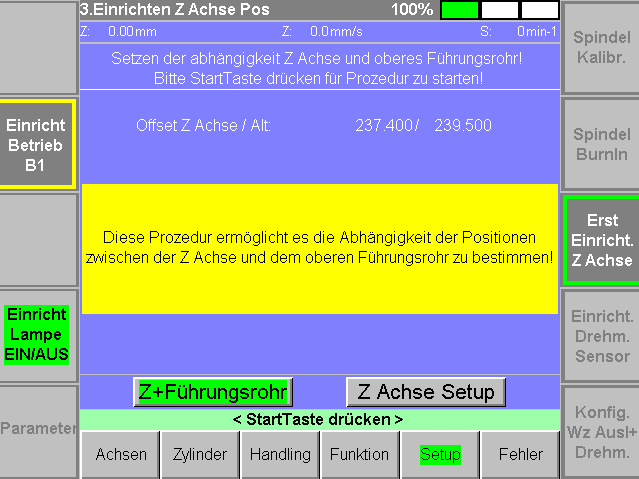 3.Einrichten Z Achse Pos 100%
Z: 0.00mm Z: 0.0mm/s S: 0min-1
Setzen der abhängigkeit Z Achse und oberes Führungsrohr!
Bitte StartTaste drücken für Prozedur zu starten!
Offset Z Achse / Alt: 237.400/ 239.500
Diese Prozedur ermöglicht es die Abhängigkeit der Positionen
zwischen der Z Achse und dem oberen Führungsrohr zu bestimmen!
Z+Führungsrohr Z Achse Setup
< StartTaste drücken >
Achsen Zylinder Handling Funktion Setup Fehler
Einricht
Betrieb
B1
Einricht
Lampe
EIN/AUS
Parameter
Spindel
Kalibr.
Spindel
BurnIn
Erst
Einricht.
Z Achse
Einricht.
Drehm.
Sensor
Konfig.
Wz Ausl+
Drehm.